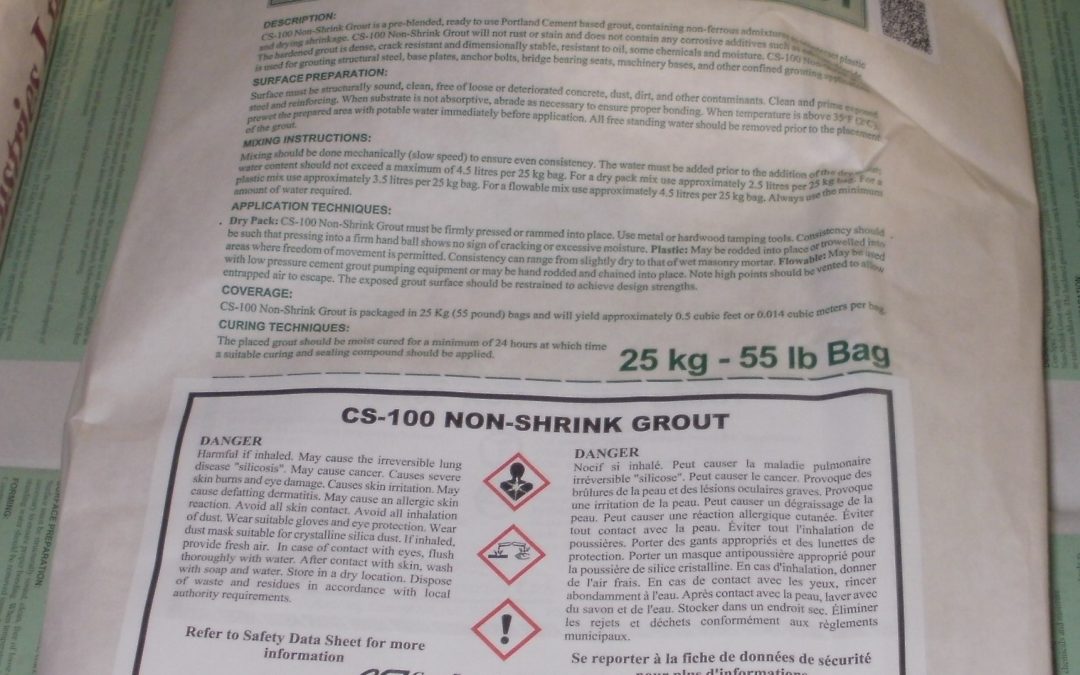 DESCRIPTION:
CS-100 Non-Shrink Grout is a pre-blended, ready to use Portland Cement based grout, containing non-ferrous admixtures to counteract plastic
and drying shrinkage. CS-100 Non-Shrink Grout will not rust or stain and does not contain any corrosive additives such as
The hardened grout is dense, crack resistant and dimensionally stable, resistant to oil, some chemicals and moisture. CS-100 Non-Shrink
is used for grouting structural steel, base plates, anchor bolts, bridge bearing seats, machinery bases, and other confined grouting
SURFACE PREPARATION:
Surface must be structurally sound, clean, free of loose or deteriorated concrete, dust, dirt, and other contaminants. Clean and prime exposed
steel and reinforcing. When substrate is not absorptive, abrade as necessary to ensure proper bonding. When temperature is above 35°F (2°C),
prewet the prepared area with potable water immediately before application. All free standing water should be removed prior to the placement
of the grout.
MIXING INSTRUCTIONS:
Mixing should be done mechanically (slow speed) to ensure even consistency. The water must be added prior to the addition of the dry
water content should not exceed a maximum of 4.5 litres per 25 kg bag. For a dry pack mix use approximately 2.5 litres per 25 kg bag. For a
plastic mix use approximately 3.5 litres per 25 kg bag. For a flowable mix use approximately 4.5 litres per 25 kg bag. Always use the minimum
amount of water required.
APPLICATION TECHNIQUES:
. Dry Pack: CS-100 Non-Shrink Grout must be firmly pressed or rammed into place. Use metal or hardwood tamping tools. Consistency should
be such that pressing into a firm hand ball shows no sign of cracking or excessive moisture. Plastic: May be rodded into place or trowelled into
areas where freedom of movement is permitted. Consistency can range from slightly dry to that of wet masonry mortar. Flowable: May be used
with low pressure cement grout pumping equipment or may be hand rodded and chained into place. Note high points should be vented to allow
entrapped air to escape. The exposed grout surface should be restrained to achieve design strengths.
COVERAGE:
CS-100 Non-Shrink Grout is packaged in 25 Kg (55 pound) bags and will yield approximately 0.5 cubic feet or 0.014 cubic meters per bag.
CURING TECHNIQUES:
The placed grout should be moist cured for a minimum of 24 hours at which time
a suitable curing and sealing compound should be applied.
25 kg - 55 lb Bag
CS-100 NON-SHRINK GROUT
DANGER
Harmful if inhaled. May cause the irreversible lung
disease "silicosis". May cause cancer. Causes severe
skin burns and eye damage. Causes skin irritation. May
cause defatting dermatitis. May cause an allergic skin
reaction. Avoid all skin contact. Avoid all inhalation
of dust. Wear suitable gloves and eye protection. Wear
dust mask suitable for crystalline silica dust. If inhaled,
provide fresh air. In case of contact with eyes, flush
thoroughly with water. After contact with skin, wash
with soap and water. Store in a dry location. Dispose
of waste and residues in accordance with local
authority requirements.
Refer to Safety Data Sheet for more
information
DANGER
Nocif si inhalé. Peut causer la maladie pulmonaire
irréversible "silicose". Peut causer le cancer. Provoque des
brûlures de la peau et des lésions oculaires graves. Provoque
une irritation de la peau. Peut causer un dégraissage de la
peau. Peut causer une réaction allergique cutanée. Éviter
tout contact avec la peau. Éviter tout l'inhalation de
poussières. Porter des gants appropriés et des lunettes de
protection. Porter un masque antipoussière approprié pour
la poussière de silice cristalline. En cas d'inhalation, donner
de l'air frais. En cas de contact avec les yeux, rincer
abondamment à l'eau. Après contact avec la peau, laver avec
du savon et de l'eau. Stocker dans un endroit sec. Éliminer
les rejets et déchets conformément aux règlements
municipaux.
Se reporter à la fiche de données de sécurité
pour plus d'informations
SURFACE PREPARATION:
FORMING: